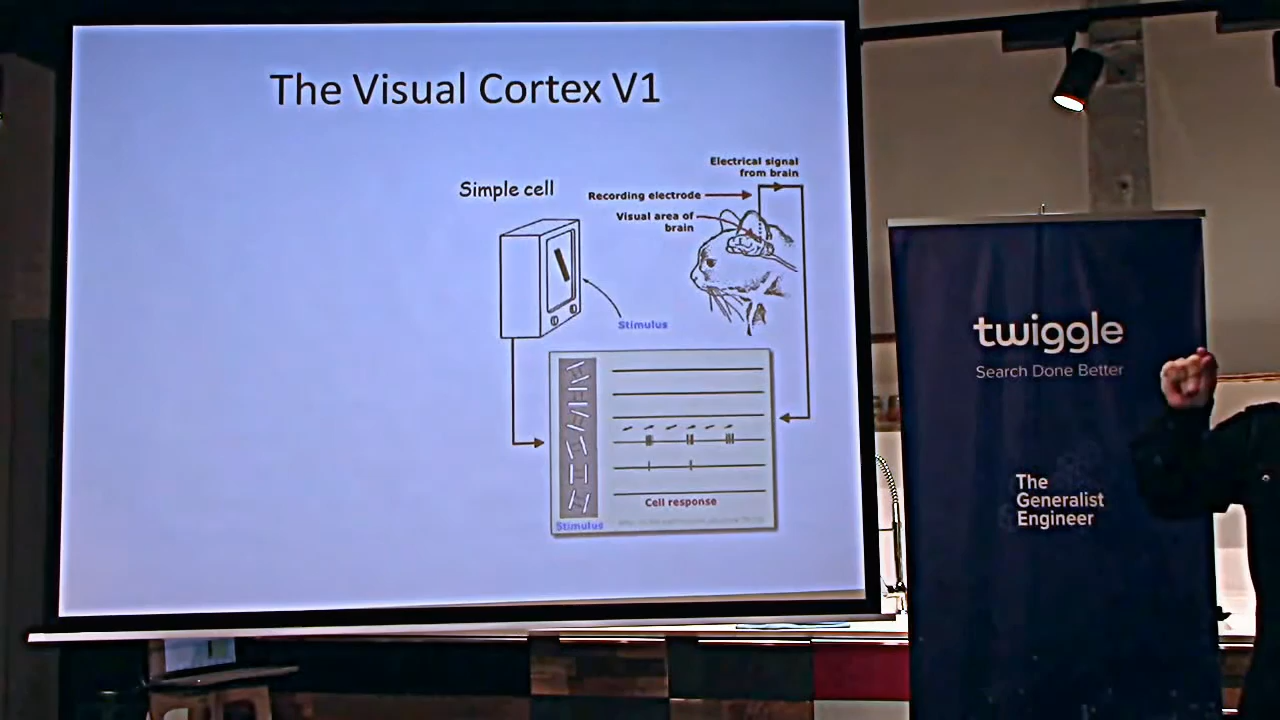 The Visual Cortex V1
Electrical signal
from brain
Simple cell
Recording electrode
Visual area of
brain
Stimulus
Cell response
Stimulus
twiggle
Search Done Better
The
Generalist
Engineer